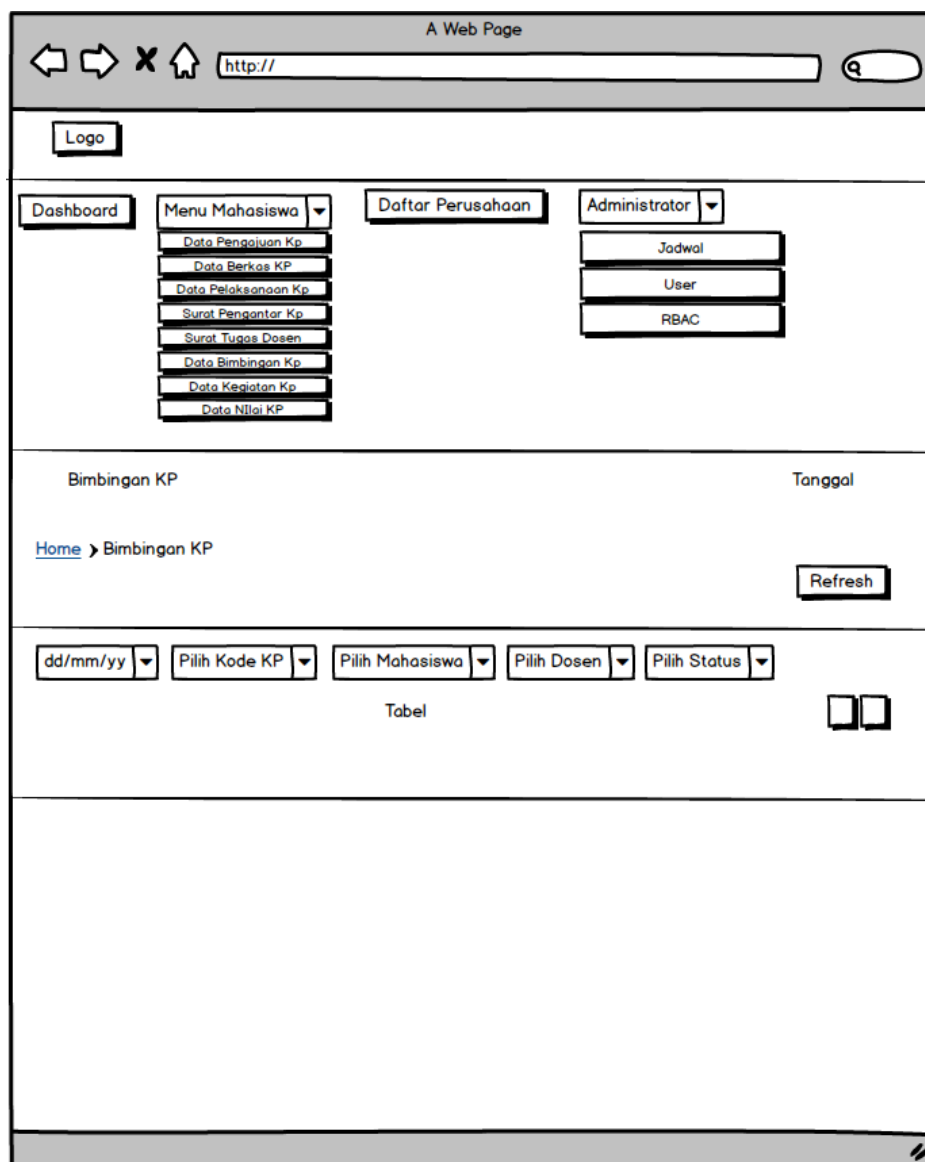 A Web Page
http://
Logo
Dashboard
Menu Mahasiswa
Data Pengajuan Kp
Data Berkas KP
Data Pelaksanaan Kp
Surat Pengantar Kp
Surat Tugas Dosen
Data Bimbingan Kp
Data Kegiatan Kp
Data NIlai KP
Daftar Perusahaan
Administrator
Jadwal
User
RBAC
Bimbingan KP
Tanggal
Home
Bimbingan KP
Refresh
dd/mm/yy
Pilih Kode KP
Pilih Mahasiswa
Pilih Dosen
Pilih Status
Tabel